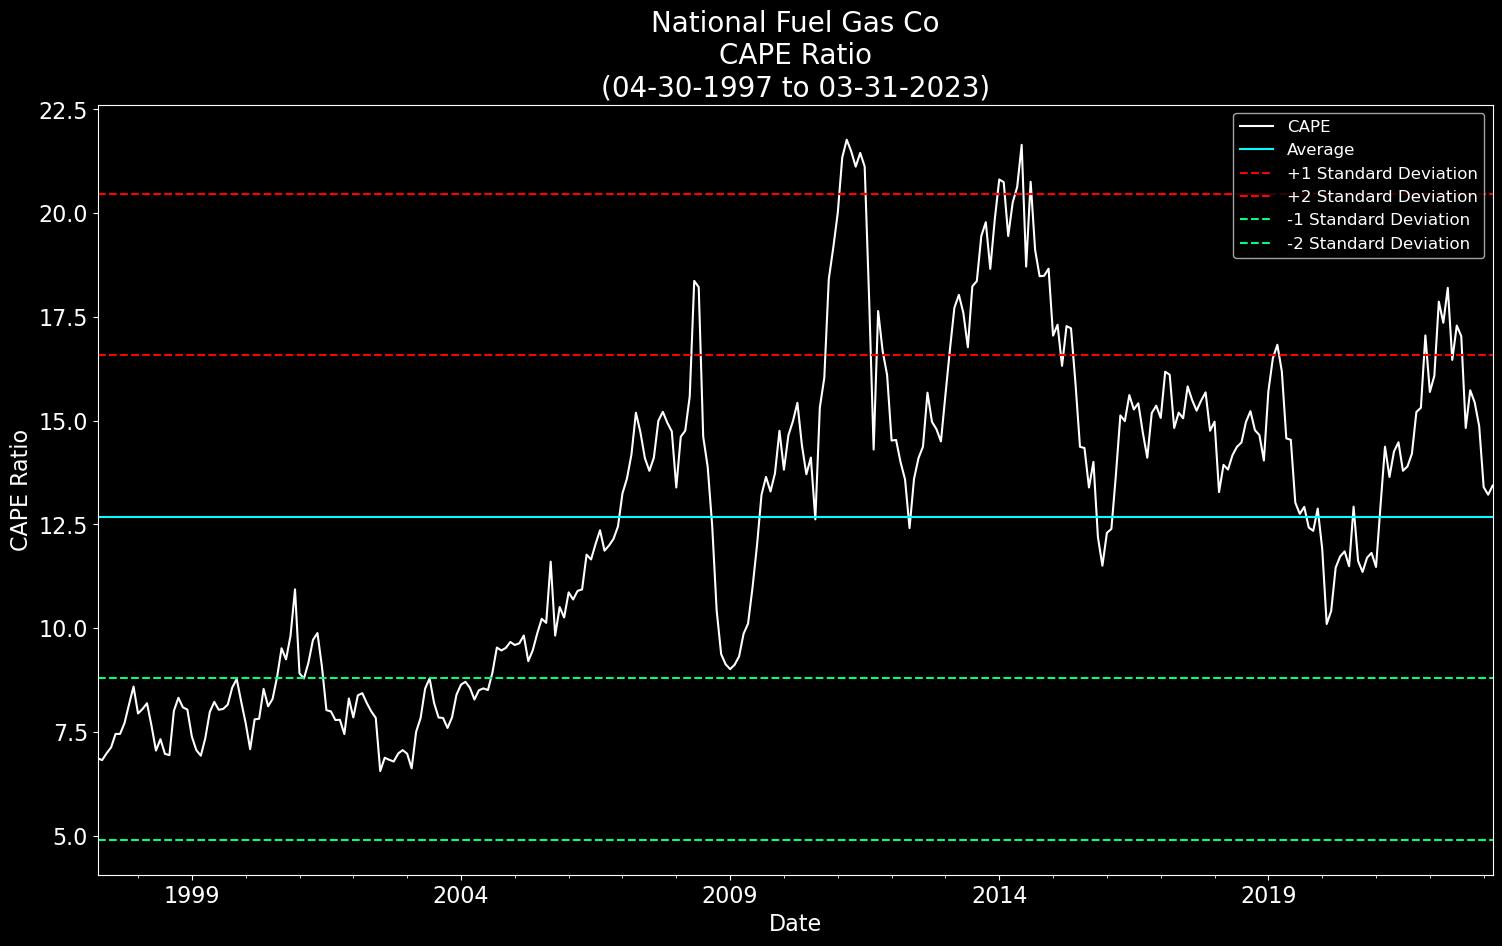 National Fuel Gas Co
CAPE Ratio
(04-30-1997 to 03-31-2023)
22.5
20.0
17.5
15.0
12.5
10.0
7.5
5.0
CAPE Ratio
CAPE
Average
+1 Standard Deviation
+2 Standard Deviation
-1 Standard Deviation
-2 Standard Deviation
1999
2004
2009
2014
2019
Date